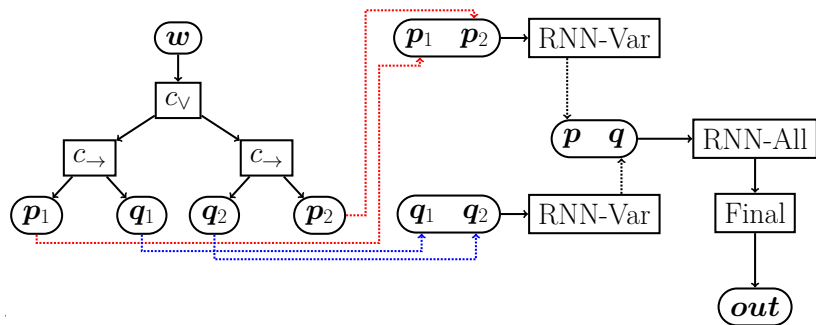 w
c∨
c→ c→
p1 q1 q2 p2
p1 p2 RNN-Var
p q RNN-All
q1 q2 RNN-Var
Final
out